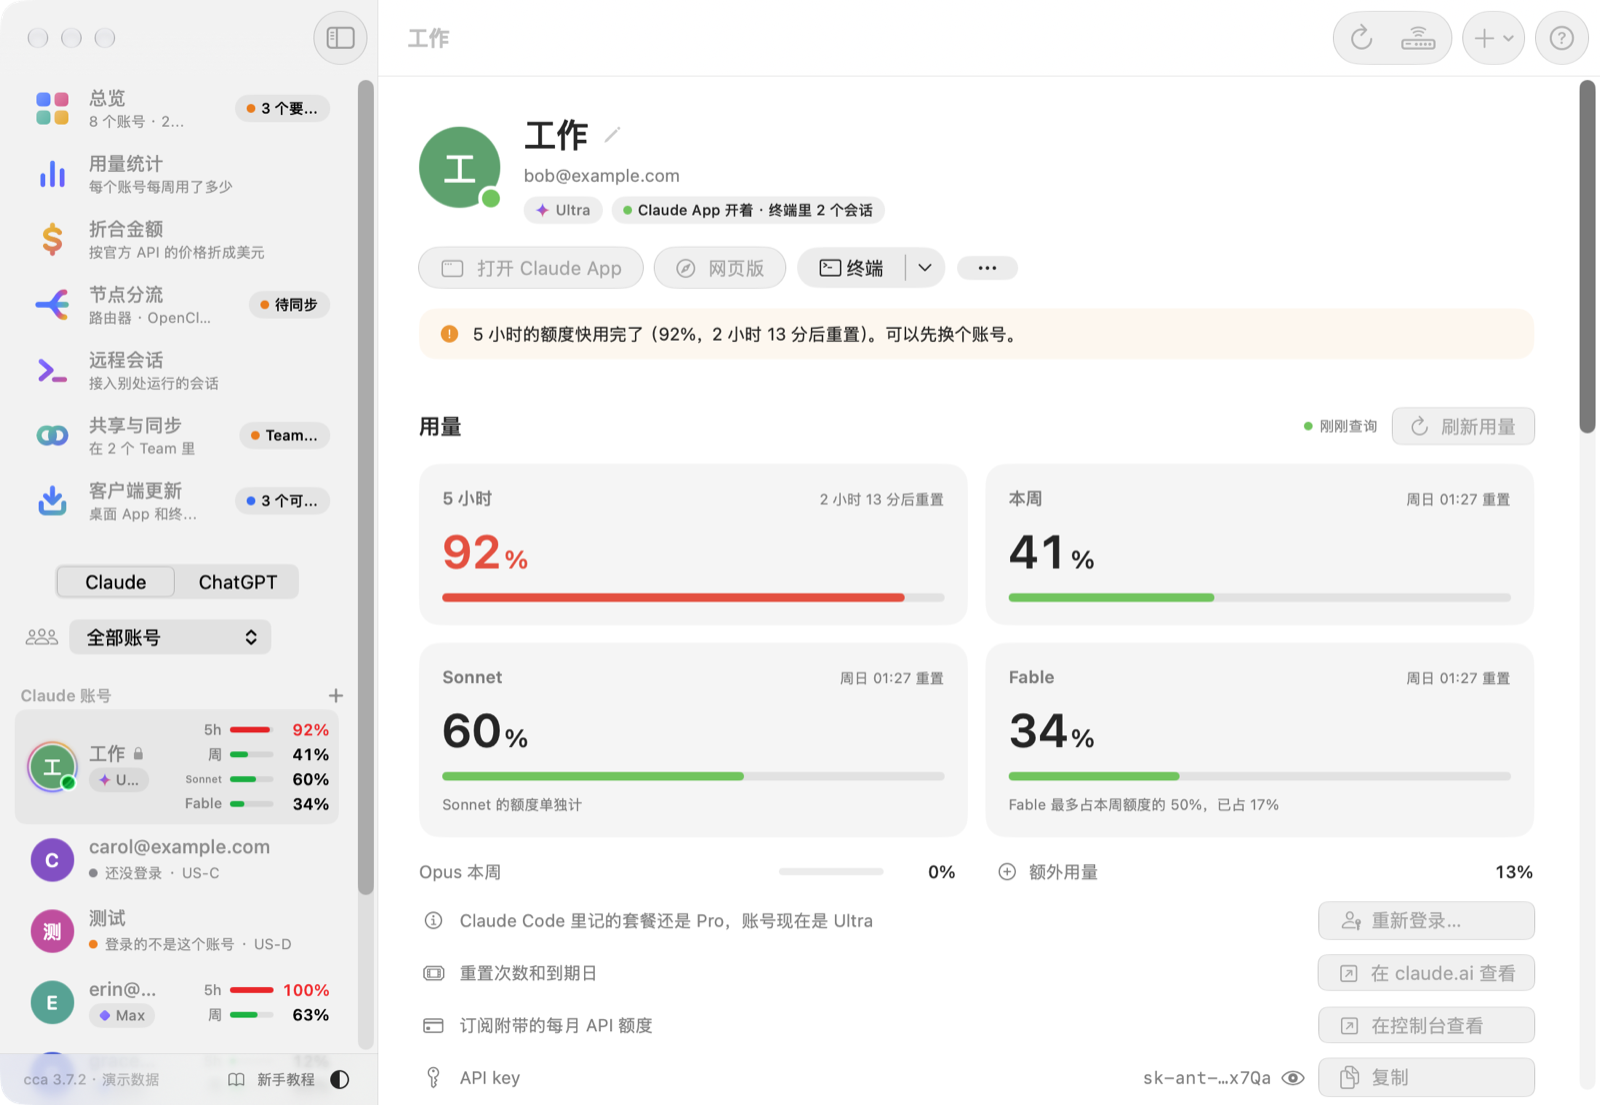 工作
总览
8 个账号 · 2...
3 个要...
用量统计
每个账号每周用了多少
折合金额
按官方 API 的价格折成美元
节点分流
路由器 · OpenCl...
待同步
远程会话
接入别处运行的会话
共享与同步
在 2 个 Team 里
Team...
客户端更新
桌面 App 和终...
3 个可...
Claude
ChatGPT
全部账号
Claude 账号
工作
U...
5h 92%
周 41%
Sonnet 60%
Fable 34%
C
carol@example.com
还没登录 · US-C
测
测试
登录的不是这个账号 · US-D
E
erin@...
Max
5h 100%
周 63%
cca 3.7.2 · 演示数据
新手教程
工
工作
bob@example.com
Ultra
Claude App 开着 · 终端里 2 个会话
打开 Claude App
网页版
终端
5 小时的额度快用完了（92%，2 小时 13 分后重置）。可以先换个账号。
用量
刚刚查询
刷新用量
5 小时
2 小时 13 分后重置
92%
本周
周日 01:27 重置
41%
Sonnet
周日 01:27 重置
60%
Sonnet 的额度单独计
Fable
周日 01:27 重置
34%
Fable 最多占本周额度的 50%，已占 17%
Opus 本周
0%
额外用量
13%
Claude Code 里记的套餐还是 Pro，账号现在是 Ultra
重新登录...
重置次数和到期日
在 claude.ai 查看
订阅附带的每月 API 额度
在控制台查看
API key
sk-ant-…x7Qa
复制